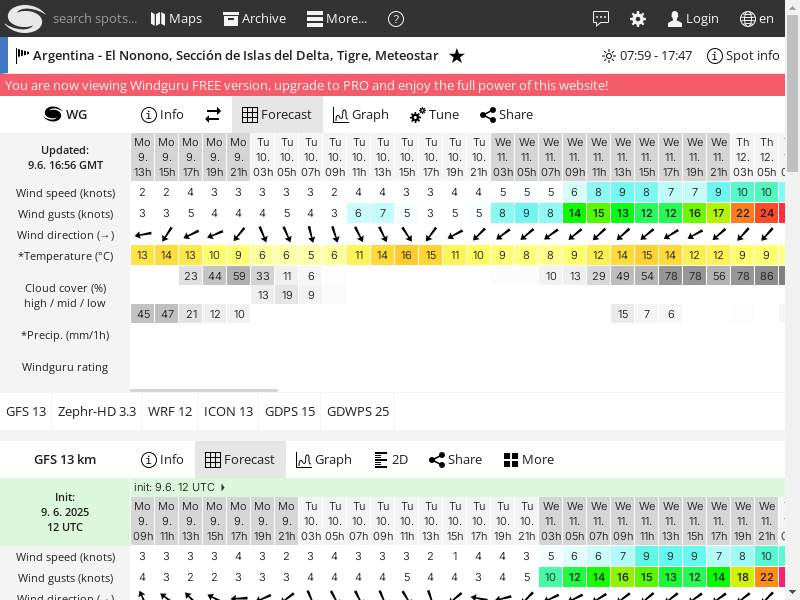 search spots... Maps Archive More... ? Login en
Argentina - El Nonono, Sección de Islas del Delta, Tigre, Meteostar ★ 07:59 - 17:47 Spot info
You are now viewing Windguru FREE version, upgrade to PRO and enjoy the full power of this website!
WG Info Forecast Graph Tune Share
Updated:
9.6. 16:56 GMT
Mo Mo Mo Mo Mo Tu Tu Tu Tu Tu Tu Tu Tu Tu Tu We We We We We We We We We We Th Th
9. 9. 9. 9. 9. 10. 10. 10. 10. 10. 10. 10. 10. 10. 10. 11. 11. 11. 11. 11. 11. 11. 11. 11. 11. 12. 12.
13h 15h 17h 19h 21h 03h 05h 07h 09h 11h 13h 15h 17h 19h 21h 03h 05h 07h 09h 11h 13h 15h 17h 19h 21h 03h 05h
Wind speed (knots) 2 2 4 3 3 3 3 3 2 4 4 3 3 4 4 5 5 5 6 8 9 8 7 7 9 10 10
Wind gusts (knots) 3 3 5 4 4 4 5 4 3 6 7 5 3 5 5 8 9 8 14 15 13 12 12 16 17 22 24
Wind direction (→)
*Temperature (°C) 13 14 13 10 9 6 6 5 6 11 14 16 15 11 10 9 8 8 9 12 14 15 14 12 12 9 9
Cloud cover (%)
high / mid / low
23 44 59 33 11 6 10 13 29 49 54 78 78 56 78 86
13 19 9
45 47 21 12 10 15 7 6
*Precip. (mm/1h)
Windguru rating
GFS 13 Zephr-HD 3.3 WRF 12 ICON 13 GDPS 15 GDWPS 25
GFS 13 km Info Forecast Graph 2D Share More
Init:
9. 6. 2025
12 UTC
init: 9.6. 12 UTC
Mo Mo Mo Mo Mo Mo Mo Tu Tu Tu Tu Tu Tu Tu Tu Tu Tu We We We We We We We We We We
9. 9. 9. 9. 9. 9. 9. 10. 10. 10. 10. 10. 10. 10. 10. 10. 10. 11. 11. 11. 11. 11. 11. 11. 11. 11. 11.
09h 11h 13h 15h 17h 19h 21h 03h 05h 07h 09h 11h 13h 15h 17h 19h 21h 03h 05h 07h 09h 11h 13h 15h 17h 19h 21h
Wind speed (knots) 3 3 3 3 4 3 2 3 4 3 3 3 2 1 4 4 3 5 6 6 7 9 9 9 7 8 10
Wind gusts (knots) 4 3 2 2 3 3 3 3 4 4 4 5 4 4 3 4 5 10 12 14 16 15 13 12 14 18 22
Wind direction (→)